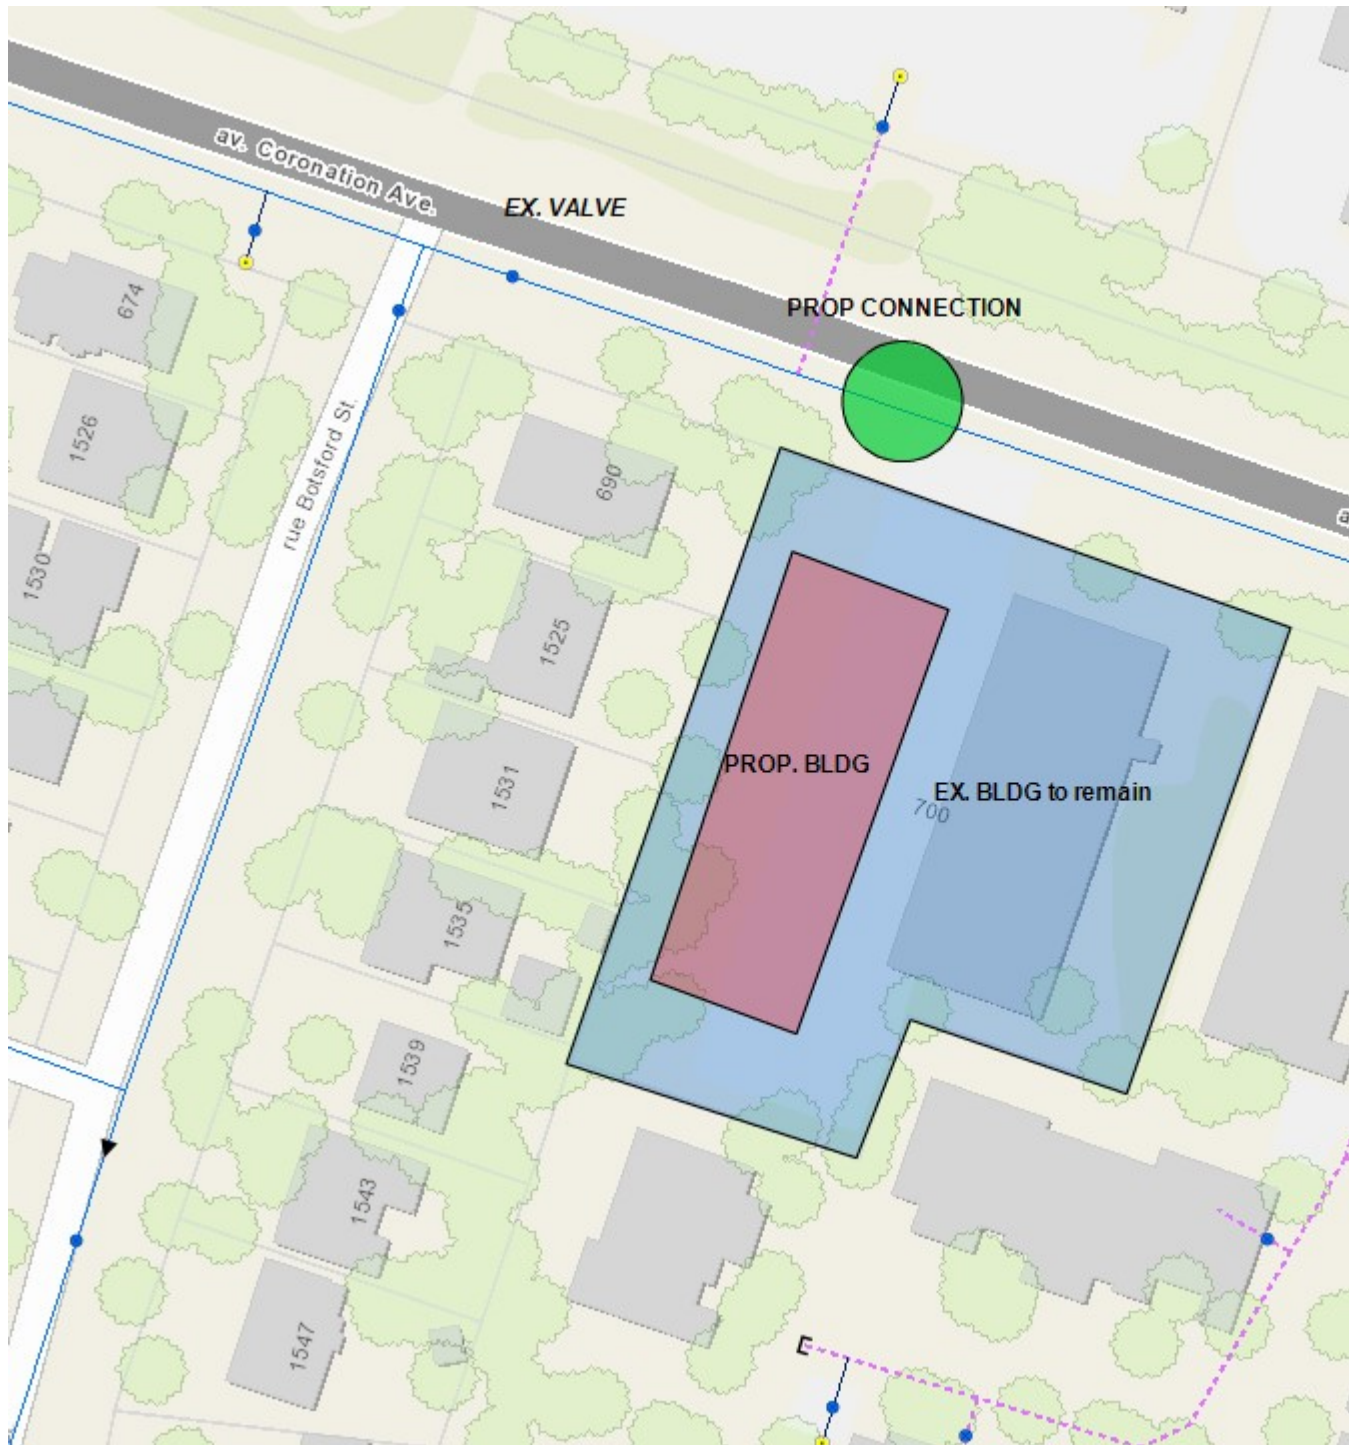 av. Coronation Ave.
EX. VALVE
674
PROP CONNECTION
1526
rue Botsford St.
690
a
1530
1525
PROP. BLDG
EX. BLDG to remain
700
1531
1535
1539
1543
1547